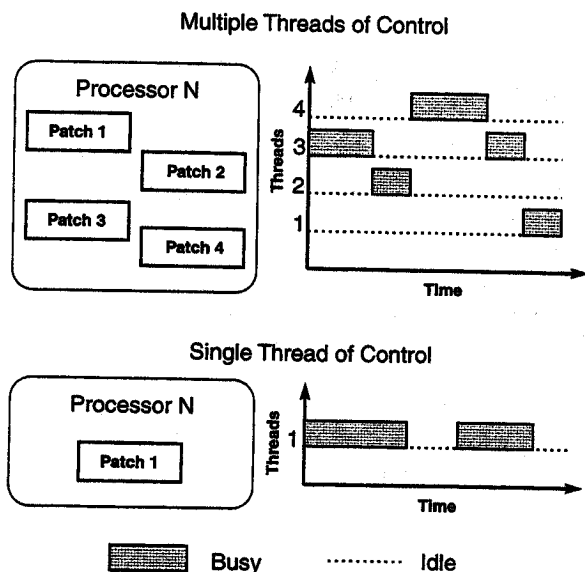 Multiple Threads of Control
Processor N
Patch 1
Patch 2
Patch 3
Patch 4
Threads
4
3
2
1
Time
Single Thread of Control
Processor N
Patch 1
Threads
1
Time
Busy
Idle